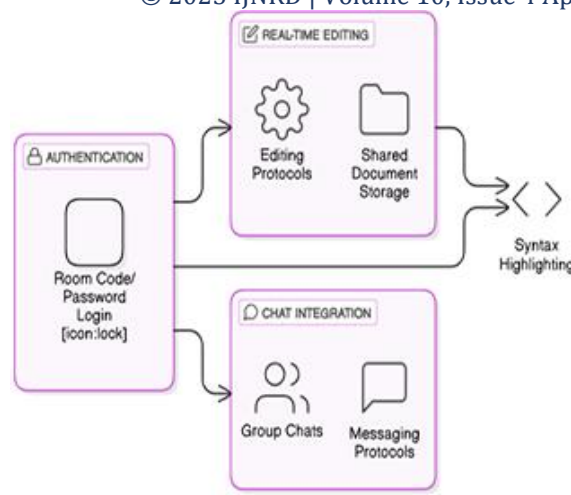 © 2025 IJNRD | Volume 10, Issue 4 Ap
REAL-TIME EDITING
Editing
Protocols
Shared
Document
Storage
AUTHENTICATION
Room Code/
Password
Login
[icon:lock]
Syntax
Highlighting
CHAT INTEGRATION
Group Chats
Messaging
Protocols